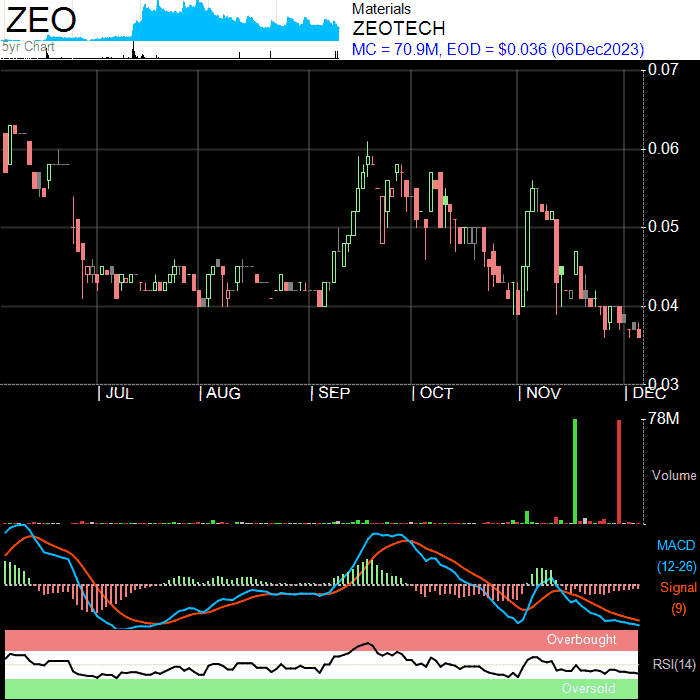 ZEO
5yr Chart
Materials
ZEOTECH
MC = 70.9M, EOD = $0.036 (06Dec2023)
0.07
0.06
0.05
0.04
0.03
JUL AUG SEP OCT NOV DEC
78M
Volume
MACD
(12-26)
Signal
(9)
Overbought
RSI(14)
Oversold